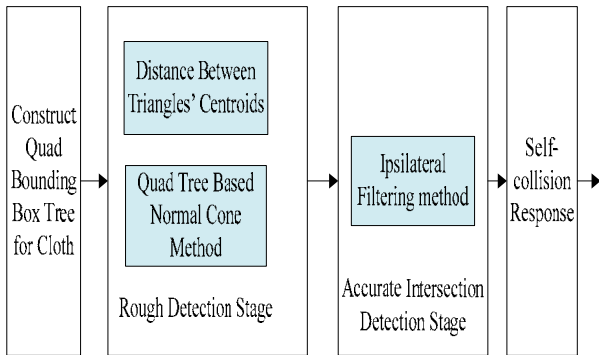 Construct
Quad
Bounding
Box Tree
for Cloth
Distance Between
Triangles' Centroids
Quad Tree Based
Normal Cone
Method
Rough Detection Stage
Ipsilateral
Filtering method
Accurate Intersection
Detection Stage
Self-
collision
Response